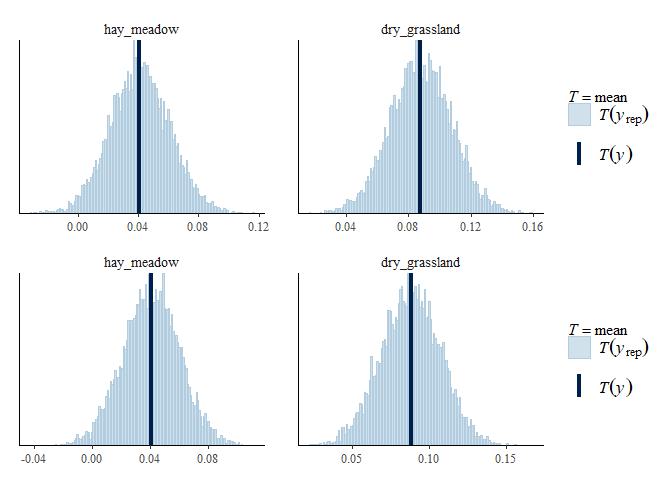 hay_meadow
dry_grassland
0.00 0.04 0.08 0.12
0.04 0.08 0.12 0.16
T = mean
T(yrep)
T(y)
hay_meadow
dry_grassland
-0.04 0.00 0.04 0.08
0.05 0.10 0.15
T = mean
T(yrep)
T(y)